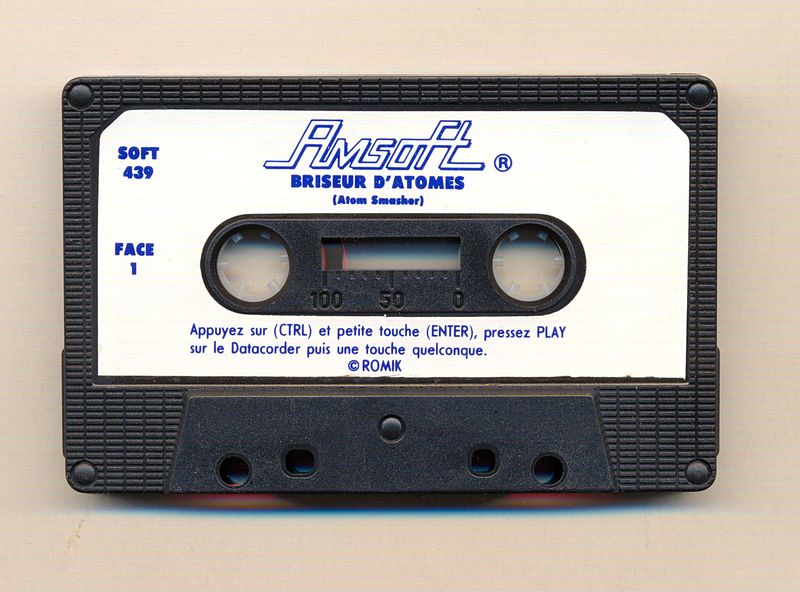 Amsoft ®
SOFT
439
BRISEUR D'ATOMES
(Atom Smasher)
FACE
1
100 50 0
Appuyez sur (CTRL) et petite touche (ENTER), pressez PLAY
sur le Datacorder puis une touche quelconque.
© ROMIK